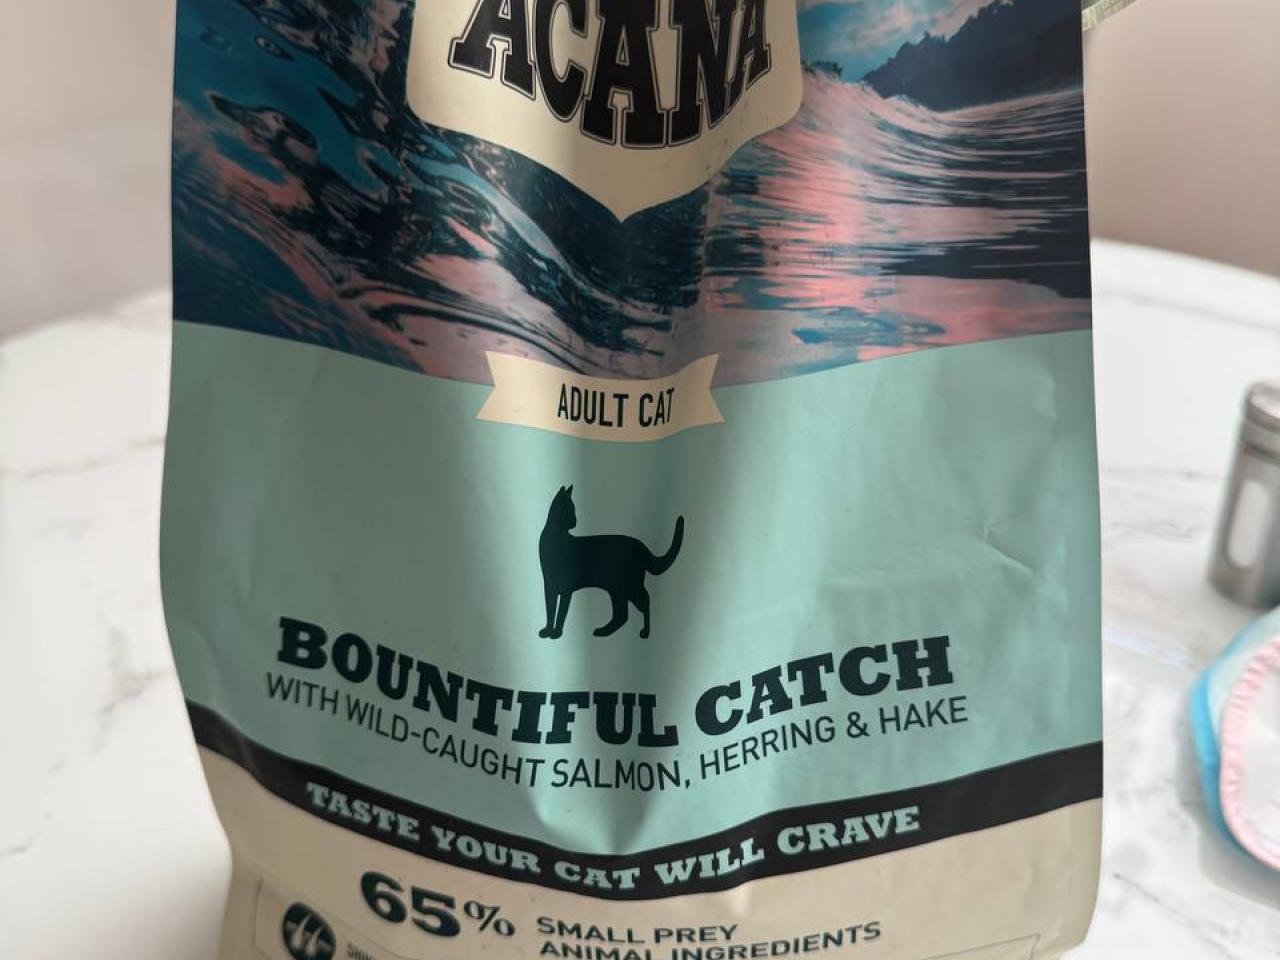 ACANA
ADULT CAT
BOUNTIFUL CATCH
WITH WILD-CAUGHT SALMON, HERRING & HAKE
TASTE YOUR CAT WILL CRAVE
65% SMALL PREY
ANIMAL INGREDIENTS